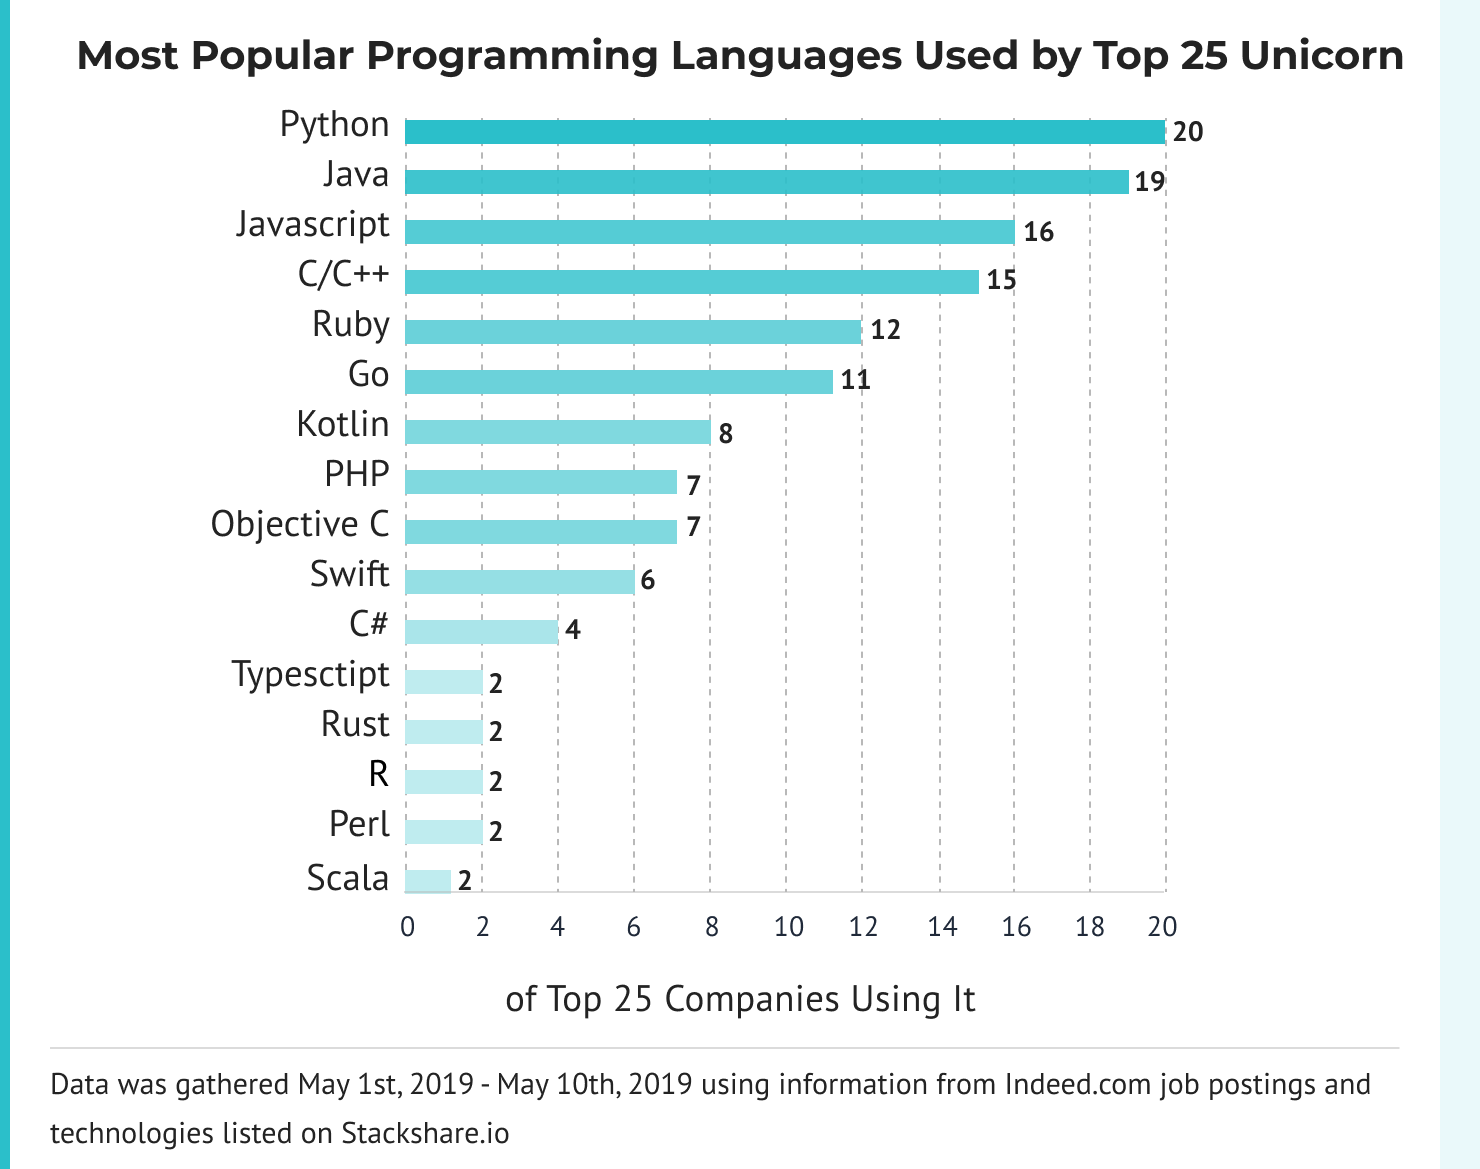 Most Popular Programming Languages Used by Top 25 Unicorn
Python 20
Java 19
Javascript 16
C/C++ 15
Ruby 12
Go 11
Kotlin 8
PHP 7
Objective C 7
Swift 6
C# 4
Typesctipt 2
Rust 2
R 2
Perl 2
Scala 2
0 2 4 6 8 10 12 14 16 18 20
of Top 25 Companies Using It
Data was gathered May 1st, 2019 - May 10th, 2019 using information from Indeed.com job postings and
technologies listed on Stackshare.io